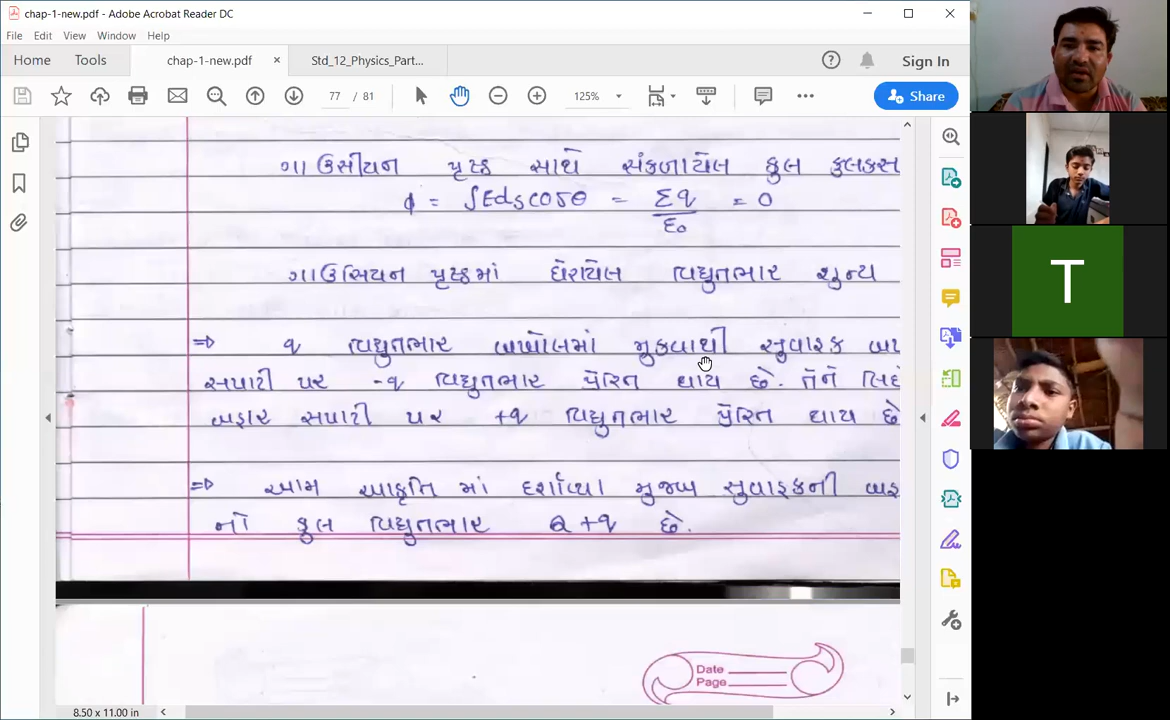 chap-1-new.pdf - Adobe Acrobat Reader DC
File Edit View Window Help
Home Tools chap-1-new.pdf × Std_12_Physics_Part... Sign In
77 / 81 125% Share
ગાઉસીયન પૃષ્ઠ સાથે સંકળાયેલ કુલ ફ્લક્સ
ϕ = ∫Eds cosθ = Σq/ε₀ = 0
ગાઉસિયન પૃષ્ઠમાં ઘેરાયેલ વિદ્યુતભાર શુન્ય
⇒ q વિદ્યુતભાર બખોલમાં મુકવાથી સુવાહક
સપાટી પર -q વિદ્યુતભાર પ્રેરિત થાય છે. તેને
બહાર સપાટી પર +q વિદ્યુતભાર પ્રેરિત થાય છે
⇒ આમ આકૃતિ માં દર્શાવ્યા મુજબ સુવાહકની
નો કુલ વિદ્યુતભાર Q+q છે.
Date
Page
8.50 x 11.00 in
T